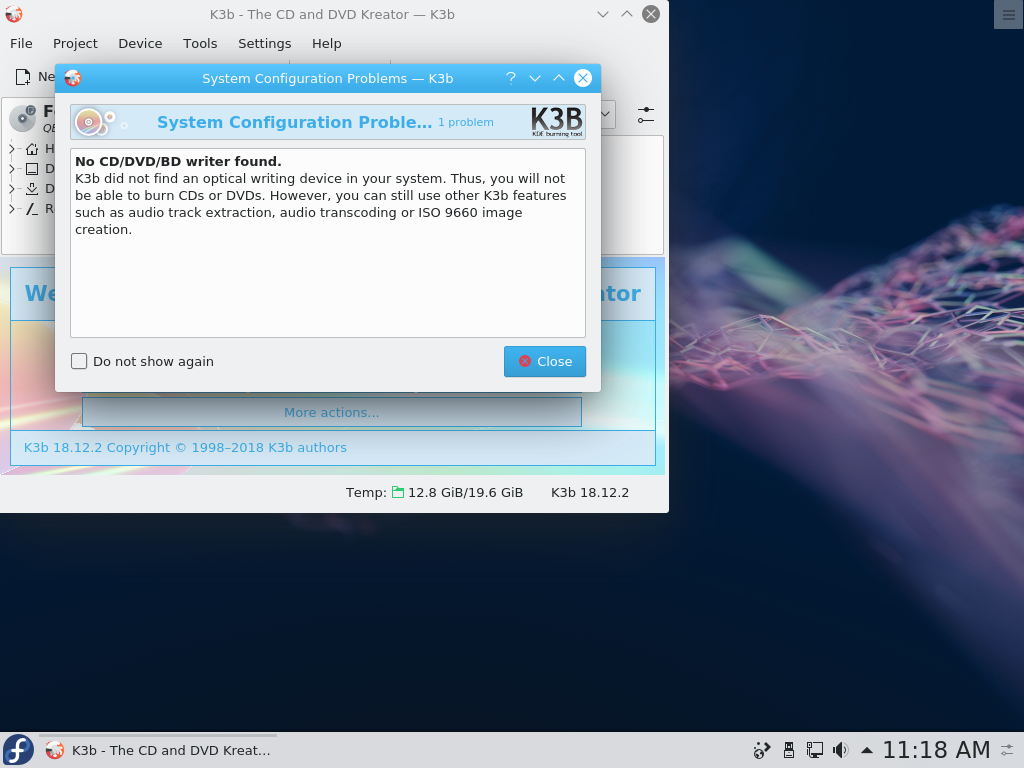 K3b - The CD and DVD Kreator — K3b
File Project Device Tools Settings Help
System Configuration Problems — K3b
System Configuration Proble... 1 problem
K3B
KDE burning tool
No CD/DVD/BD writer found.
K3b did not find an optical writing device in your system. Thus, you will not
be able to burn CDs or DVDs. However, you can still use other K3b features
such as audio track extraction, audio transcoding or ISO 9660 image
creation.
Do not show again
Close
More actions...
K3b 18.12.2 Copyright © 1998–2018 K3b authors
Temp: 12.8 GiB/19.6 GiB K3b 18.12.2
K3b - The CD and DVD Kreat...
11:18 AM